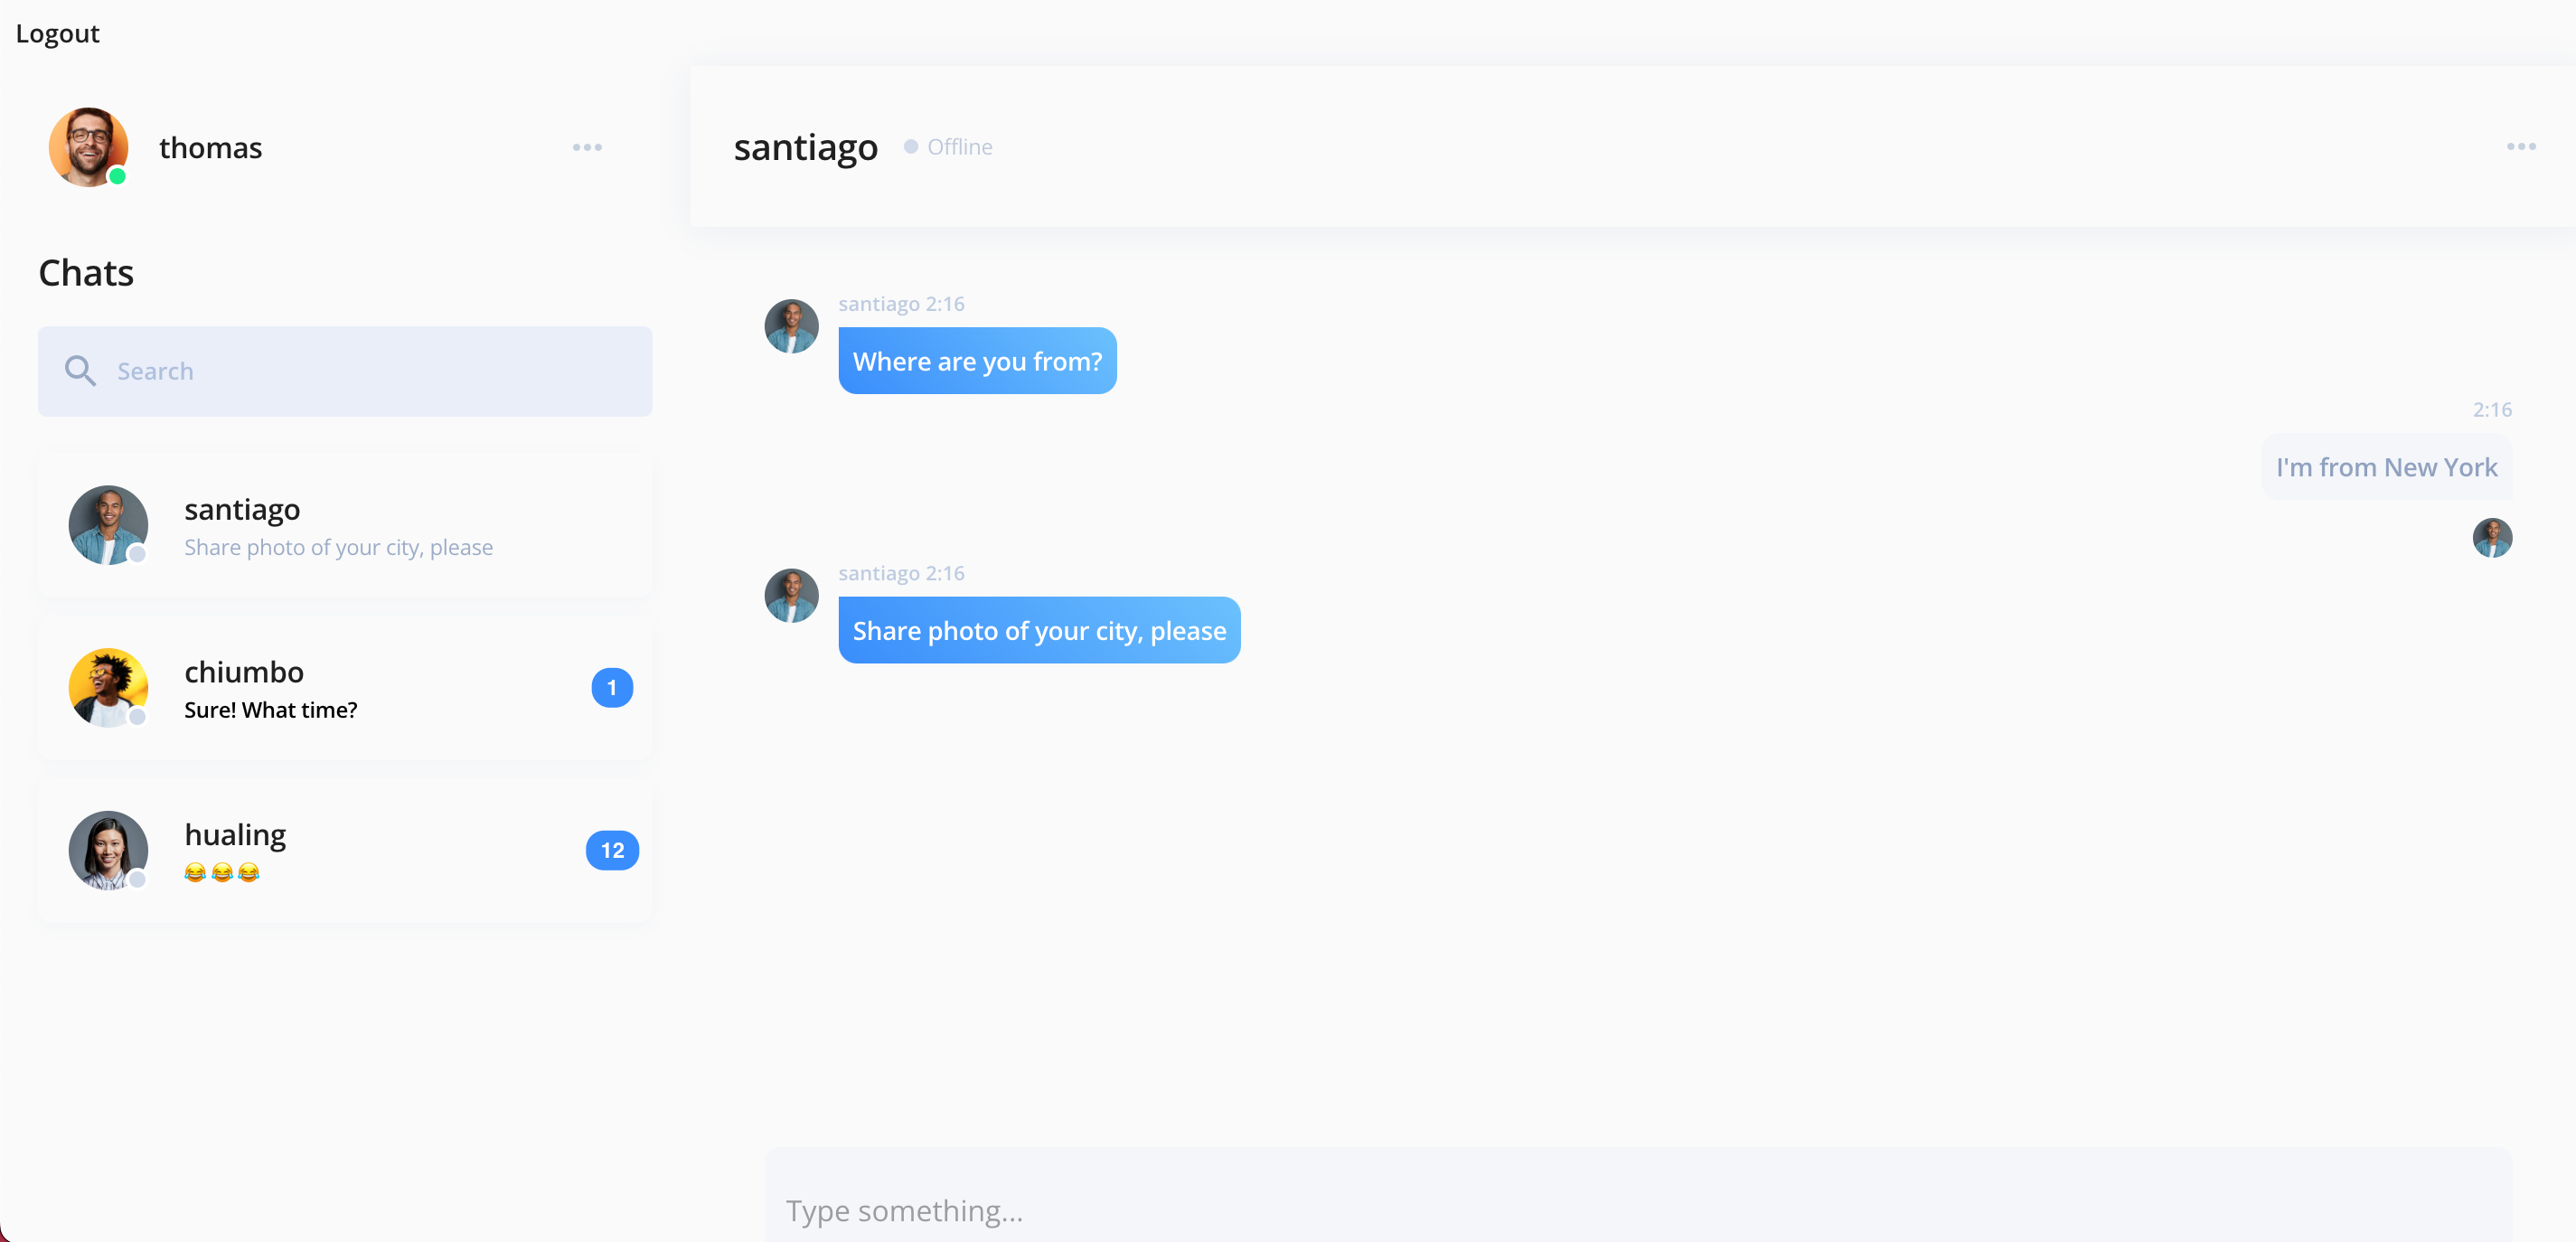 Logout
thomas
Chats
Search
santiago
Share photo of your city, please
chiumbo
Sure! What time?
1
hualing
😂😂😂
12
santiago
Offline
santiago 2:16
Where are you from?
2:16
I'm from New York
santiago 2:16
Share photo of your city, please
Type something...